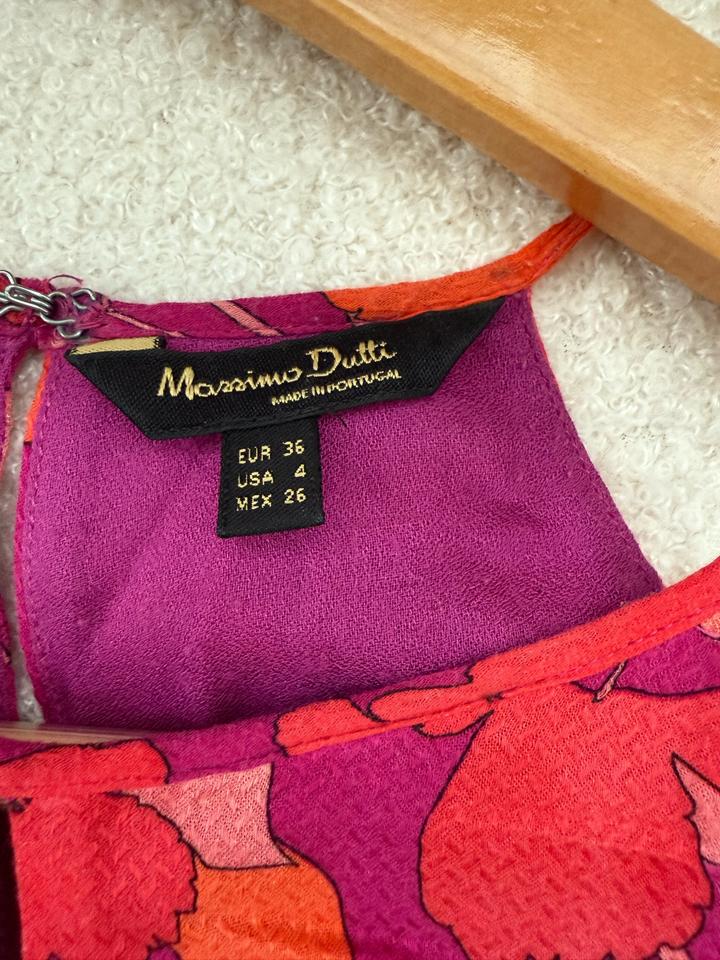 Massimo Dutti
MADE IN PORTUGAL
EUR 36
USA 4
MEX 26